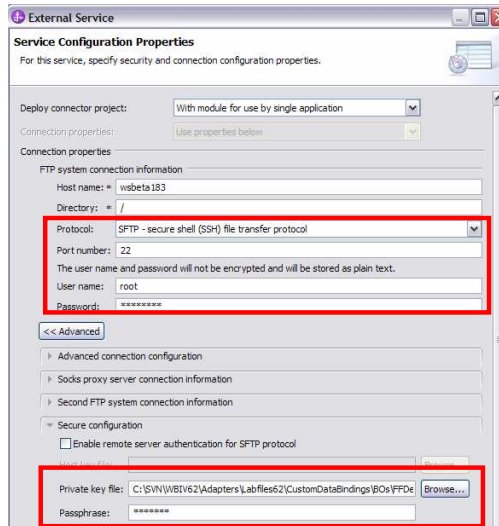 External Service
Service Configuration Properties
For this service, specify security and connection configuration properties.
Deploy connector project: With module for use by single application
Connection properties: Use properties below
Connection properties
FTP system connection information
Host name: * wsbeta183
Directory: * /
Protocol: SFTP - secure shell (SSH) file transfer protocol
Port number: 22
The user name and password will not be encrypted and will be stored as plain text.
User name: root
Password: ********
<< Advanced
Advanced connection configuration
Socks proxy server connection information
Second FTP system connection information
Secure configuration
Enable remote server authentication for SFTP protocol
Host key file: Browse...
Private key file: C:\SVN\WBIV62\Adapters\Labfiles62\CustomDataBindings\BOs\FFDe Browse...
Passphrase: *******